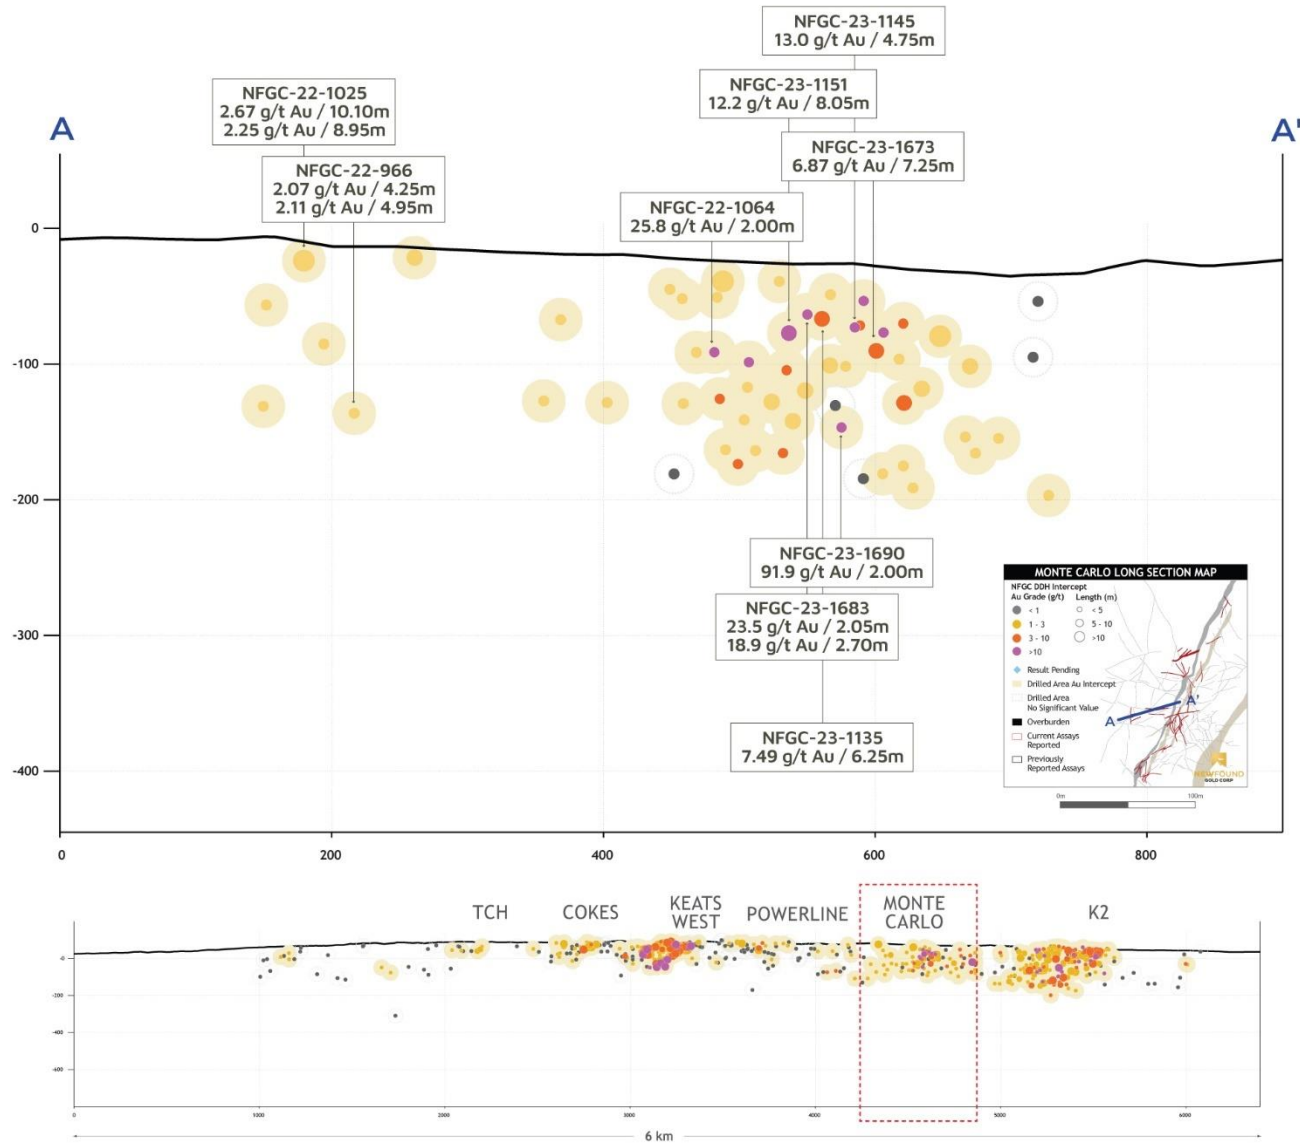 NFGC-23-1145
13.0 g/t Au / 4.75m
NFGC-23-1151
12.2 g/t Au / 8.05m
NFGC-22-1025
2.67 g/t Au / 10.10m
2.25 g/t Au / 8.95m
A
A'
NFGC-23-1673
6.87 g/t Au / 7.25m
NFGC-22-966
2.07 g/t Au / 4.25m
2.11 g/t Au / 4.95m
NFGC-22-1064
25.8 g/t Au / 2.00m
0
-100
-200
-300
-400
NFGC-23-1690
91.9 g/t Au / 2.00m
NFGC-23-1683
23.5 g/t Au / 2.05m
18.9 g/t Au / 2.70m
NFGC-23-1135
7.49 g/t Au / 6.25m
MONTE CARLO LONG SECTION MAP
NFGC DDH Intercept
Au Grade (g/t) Length (m)
< 1 < 5
1 - 3 5 - 10
3 - 10 >10
>10
Result Pending
Drilled Area Au Intercept
Drilled Area
No Significant Value
Overburden
Current Assays
Reported
Previously
Reported Assays
A
A'
NEWFOUND
GOLD CORP
0m 100m
0 200 400 600 800
TCH COKES KEATS WEST POWERLINE MONTE CARLO K2
-0
-200
-400
-600
0 1000 2000 3000 4000 5000 6000
6 km